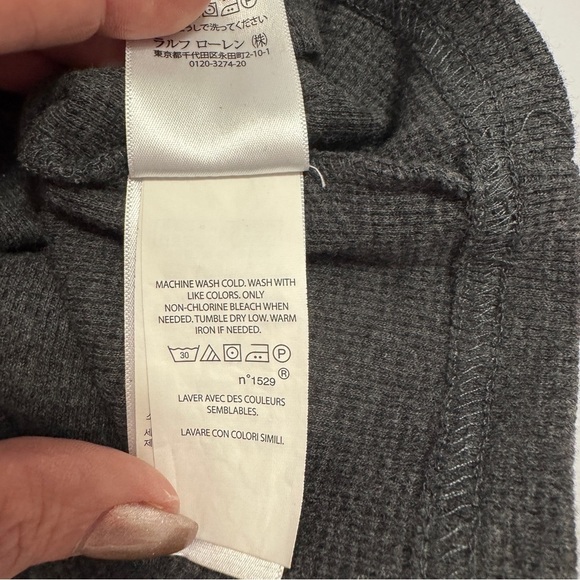 こうしで洗ってください
ラルフ ローレン ㈱
東京都千代田区永田町2-10-1
0120-3274-20
MACHINE WASH COLD. WASH WITH
LIKE COLORS. ONLY
NON-CHLORINE BLEACH WHEN
NEEDED. TUMBLE DRY LOW. WARM
IRON IF NEEDED.
30 P
n°1529 ®
LAVER AVEC DES COULEURS
SEMBLABLES.
LAVARE CON COLORI SIMILI.